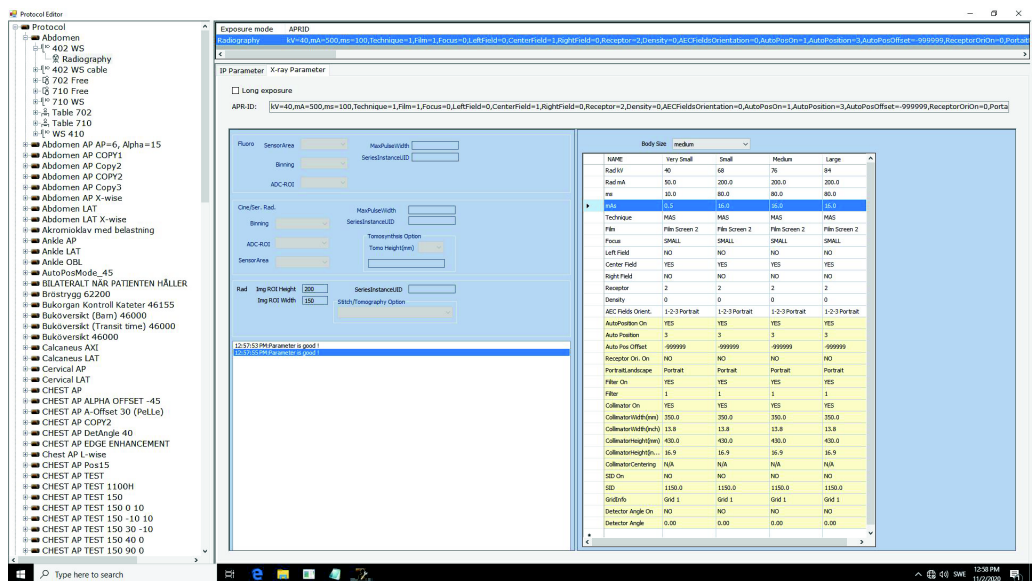 Protocol Editor
Protocol
Abdomen
402 WS
Radiography
402 WS cable
702 Free
710 Free
710 WS
Table 702
Table 710
WS 410
Abdomen AP AP=6, Alpha=15
Abdomen AP COPY1
Abdomen AP Copy2
Abdomen AP COPY2
Abdomen AP Copy3
Abdomen AP X-wise
Abdomen LAT
Abdomen LAT X-wise
Akromioklav med belastning
Ankle AP
Ankle LAT
Ankle OBL
AutoPosMode_45
BILATERALT NÄR PATIENTEN HÅLLER
Bröstrygg 62200
Bukorgan Kontroll Kateter 46155
Buköversikt (Barn) 46000
Buköversikt (Transit time) 46000
Buköversikt 46000
Calcaneus AXI
Calcaneus LAT
Cervical AP
Cervical LAT
CHEST AP
CHEST AP ALPHA OFFSET -45
CHEST AP A-Offset 30 (PeLLe)
CHEST AP COPY2
CHEST AP DetAngle 40
CHEST AP EDGE ENHANCEMENT
Chest AP L-wise
CHEST AP Pos15
CHEST AP TEST
CHEST AP TEST 1100H
CHEST AP TEST 150
CHEST AP TEST 150 0 10
CHEST AP TEST 150 -10 10
CHEST AP TEST 150 30 -10
CHEST AP TEST 150 40 0
CHEST AP TEST 150 90 0
Exposure mode APRID
Radiography kV=40,mA=500,ms=100,Technique=1,Film=1,Focus=0,LeftField=0,CenterField=1,RightField=0,Receptor=2,Density=0,AECFieldsOrientation=0,AutoPosOn=1,AutoPosition=3,AutoPosOffset=-999999,ReceptorOriOn=0,Portait
IP Parameter X-ray Parameter
Long exposure
APR-ID: kV=40,mA=500,ms=100,Technique=1,Film=1,Focus=0,LeftField=0,CenterField=1,RightField=0,Receptor=2,Density=0,AECFieldsOrientation=0,AutoPosOn=1,AutoPosition=3,AutoPosOffset=-999999,ReceptorOriOn=0,Porta
Fluoro SensorArea MaxPulseWidth
Binning SeriesInstanceUID
ADC-ROI
Cine/Ser. Rad. MaxPulseWidth
Binning SeriesInstanceUID
Tomosynthsis Option
ADC-ROI Tomo Height(mm)
SensorArea
Rad Img ROI Height 200 SeriesInstanceUID
Img ROI Width 150 Stitch/Tomography Option
12:57:53 PM:Parameter is good !
12:57:55 PM:Parameter is good !
Body Size medium
NAME Very Small Small Medium Large
Rad kV 40 68 76 84
Rad mA 50.0 200.0 200.0 200.0
ms 10.0 80.0 80.0 80.0
mAs 0.5 16.0 16.0 16.0
Technique MAS MAS MAS MAS
Film Film Screen 2 Film Screen 2 Film Screen 2 Film Screen 2
Focus SMALL SMALL SMALL SMALL
Left Field NO NO NO NO
Center Field YES YES YES YES
Right Field NO NO NO NO
Receptor 2 2 2 2
Density 0 0 0 0
AEC Fields Orient. 1-2-3 Portrait 1-2-3 Portrait 1-2-3 Portrait 1-2-3 Portrait
AutoPosition On YES YES YES YES
Auto Position 3 3 3 3
Auto Pos Offset -999999 -999999 -999999 -999999
Receptor Ori. On NO NO NO NO
PortraitLandscape Portrait Portrait Portrait Portrait
Filter On YES YES YES YES
Filter 1 1 1 1
Collimator On YES YES YES YES
CollimatorWidth(mm) 350.0 350.0 350.0 350.0
CollimatorWidth(inch) 13.8 13.8 13.8 13.8
CollimatorHeight(mm) 430.0 430.0 430.0 430.0
CollimatorHeight(in... 16.9 16.9 16.9 16.9
CollimatorCentering N/A N/A N/A N/A
SID On NO NO NO NO
SID 1150.0 1150.0 1150.0 1150.0
GridInfo Grid 1 Grid 1 Grid 1 Grid 1
Detector Angle On NO NO NO NO
Detector Angle 0.00 0.00 0.00 0.00
Type here to search
SWE
12:58 PM
11/2/2020